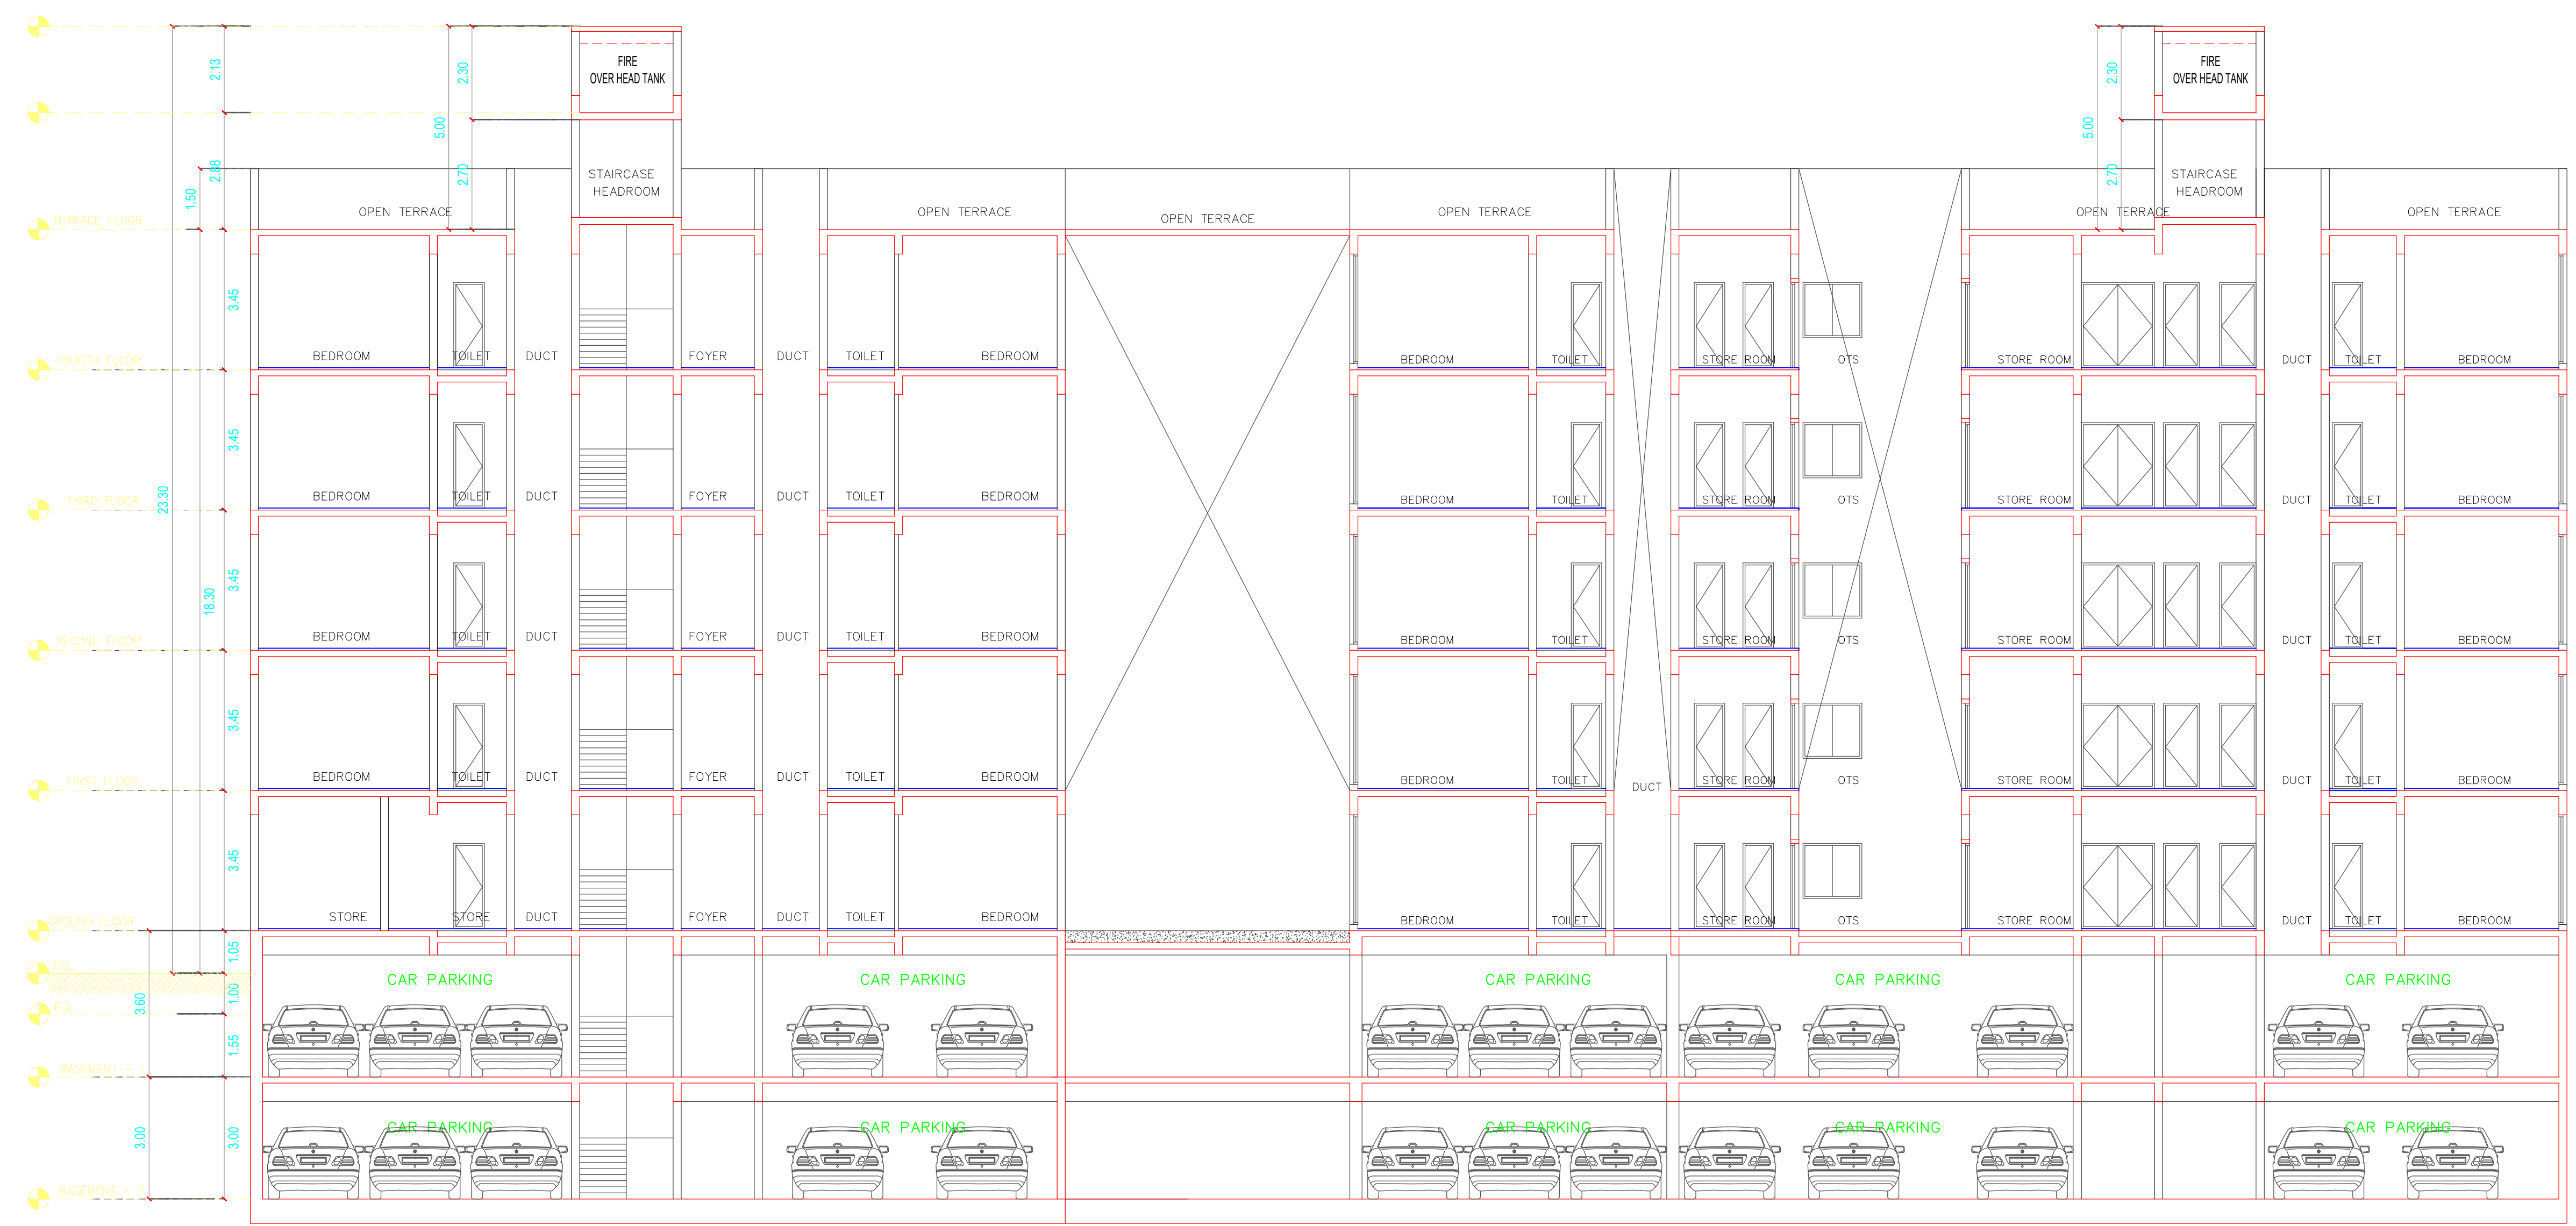 FIRE
OVER HEAD TANK
FIRE
OVER HEAD TANK
2.13
2.30
5.00
2.30
5.00
STAIRCASE
HEADROOM
STAIRCASE
HEADROOM
2.88
2.70
2.70
1.50
TERRACE FLOOR
OPEN TERRACE
OPEN TERRACE
OPEN TERRACE
OPEN TERRACE
OPEN TERRACE
OPEN TERRACE
3.45
FOURTH FLOOR
BEDROOM TOILET DUCT FOYER DUCT TOILET BEDROOM BEDROOM TOILET STORE ROOM OTS STORE ROOM DUCT TOILET BEDROOM
3.45
23.30
THIRD FLOOR
BEDROOM TOILET DUCT FOYER DUCT TOILET BEDROOM BEDROOM TOILET STORE ROOM OTS STORE ROOM DUCT TOILET BEDROOM
3.45
18.30
SECOND FLOOR
BEDROOM TOILET DUCT FOYER DUCT TOILET BEDROOM BEDROOM TOILET STORE ROOM OTS STORE ROOM DUCT TOILET BEDROOM
3.45
FIRST FLOOR
BEDROOM TOILET DUCT FOYER DUCT TOILET BEDROOM BEDROOM TOILET DUCT STORE ROOM OTS STORE ROOM DUCT TOILET BEDROOM
3.45
GROUND FLOOR
STORE STORE DUCT FOYER DUCT TOILET BEDROOM BEDROOM TOILET STORE ROOM OTS STORE ROOM DUCT TOILET BEDROOM
1.05
CAR PARKING CAR PARKING CAR PARKING CAR PARKING CAR PARKING
3.60
1.00
1.55
BASEMENT
CAR PARKING CAR PARKING CAR PARKING CAR PARKING CAR PARKING
3.00
3.00
BASEMENT